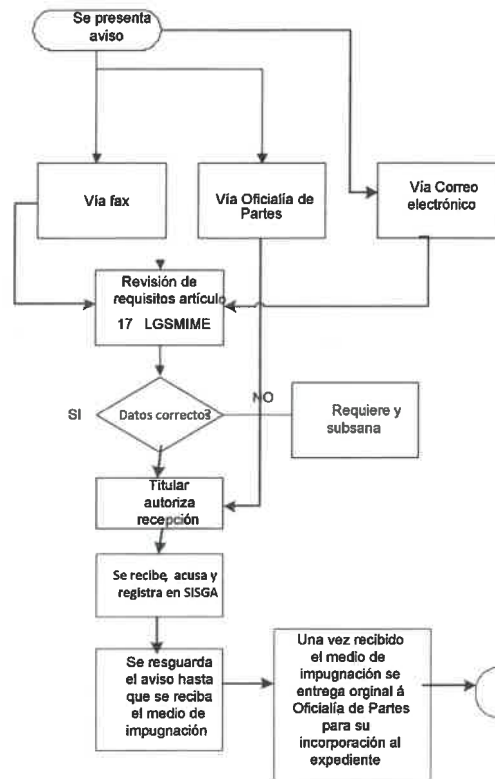 Se presenta
aviso
Vía fax
Vía Oficialía de
Partes
Vía Correo
electrónico
Revisión de
requisitos artículo
17 LGSMIME
SI
Datos correcto?
NO
Requiere y
subsana
Titular
autoriza
recepción
Se recibe, acusa y
registra en SISGA
Se resguarda
el aviso hasta
que se reciba
el medio de
impugnación
Una vez recibido
el medio de
impugnación se
entrega orginal á
Oficialía de Partes
para su
incorporación al
expediente